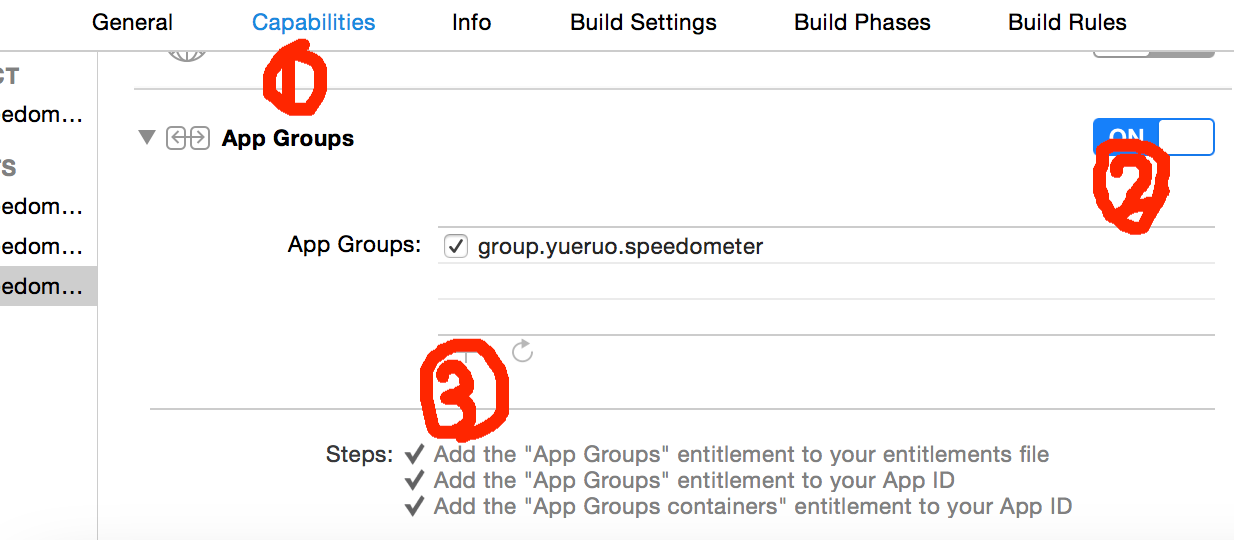 General Capabilities Info Build Settings Build Phases Build Rules
CT
1
edom...
App Groups ON
2
TS
edom...
App Groups: group.yueruo.speedometer
edom...
edom...
3
Steps: ✔ Add the "App Groups" entitlement to your entitlements file
✔ Add the "App Groups" entitlement to your App ID
✔ Add the "App Groups containers" entitlement to your App ID